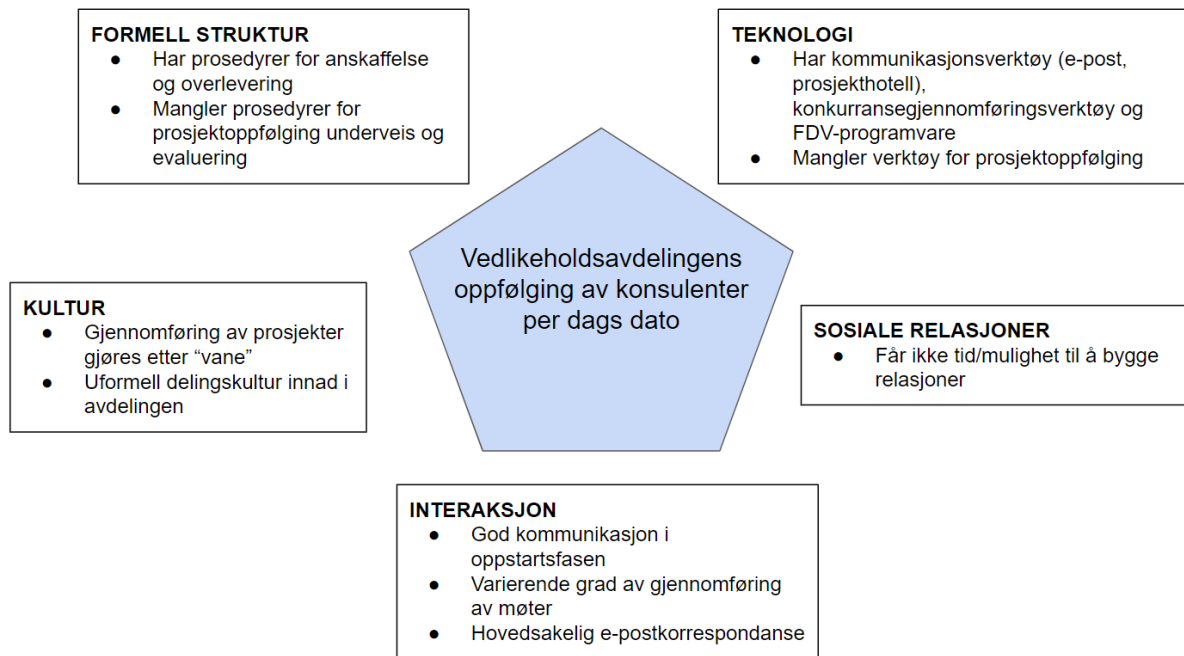 FORMELL STRUKTUR
● Har prosedyrer for anskaffelse
og overlevering
● Mangler prosedyrer for
prosjektoppfølging underveis og
evaluering
TEKNOLOGI
● Har kommunikasjonsverktøy (e-post,
prosjekthotell),
konkurransegjennomføringsverktøy og
FDV-programvare
● Mangler verktøy for prosjektoppfølging
Vedlikeholdsavdelingens
oppfølging av konsulenter
per dags dato
KULTUR
● Gjennomføring av prosjekter
gjøres etter “vane”
● Uformell delingskultur innad i
avdelingen
SOSIALE RELASJONER
● Får ikke tid/mulighet til å bygge
relasjoner
INTERAKSJON
● God kommunikasjon i
oppstartsfasen
● Varierende grad av gjennomføring
av møter
● Hovedsakelig e-postkorrespondanse